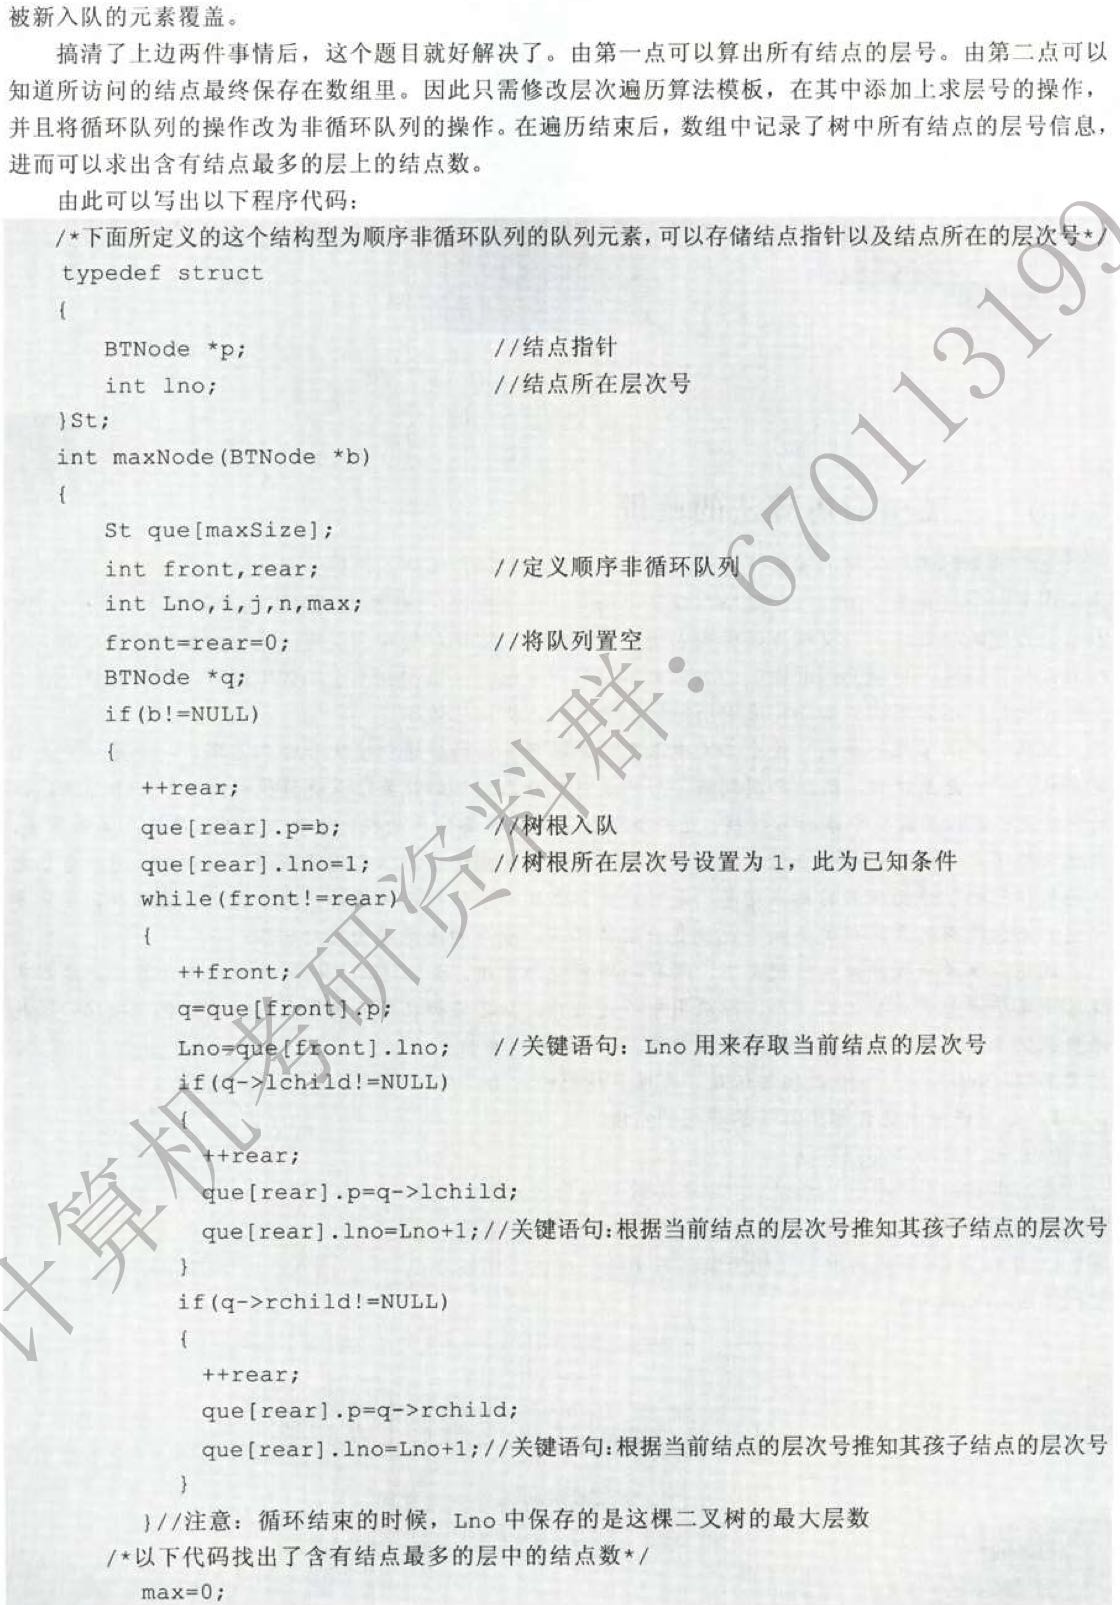 被新入队的元素覆盖。
搞清了上边两件事情后，这个题目就好解决了。由第一点可以算出所有结点的层号。由第二点可以
知道所访问的结点最终保存在数组里。因此只需修改层次遍历算法模板，在其中添加上求层号的操作，
并且将循环队列的操作改为非循环队列的操作。在遍历结束后，数组中记录了树中所有结点的层号信息，
进而可以求出含有结点最多的层上的结点数。
由此可以写出以下程序代码：
/*下面所定义的这个结构型为顺序非循环队列的队列元素，可以存储结点指针以及结点所在的层次号*/
typedef struct
{
BTNode *p; //结点指针
int lno; //结点所在层次号
}St;
int maxNode(BTNode *b)
{
St que[maxSize];
int front,rear; //定义顺序非循环队列
int Lno,i,j,n,max;
front=rear=0; //将队列置空
BTNode *q;
if(b!=NULL)
{
++rear;
que[rear].p=b; //树根入队
que[rear].lno=1; //树根所在层次号设置为 1，此为已知条件
while(front!=rear)
{
++front;
q=que[front].p;
Lno=que[front].lno; //关键语句：Lno 用来存取当前结点的层次号
if(q->lchild!=NULL)
{
++rear;
que[rear].p=q->lchild;
que[rear].lno=Lno+1;//关键语句:根据当前结点的层次号推知其孩子结点的层次号
}
if(q->rchild!=NULL)
{
++rear;
que[rear].p=q->rchild;
que[rear].lno=Lno+1;//关键语句:根据当前结点的层次号推知其孩子结点的层次号
}
}//注意：循环结束的时候，Lno 中保存的是这棵二叉树的最大层数
/*以下代码找出了含有结点最多的层中的结点数*/
max=0;
计算机考研资料群：670113199